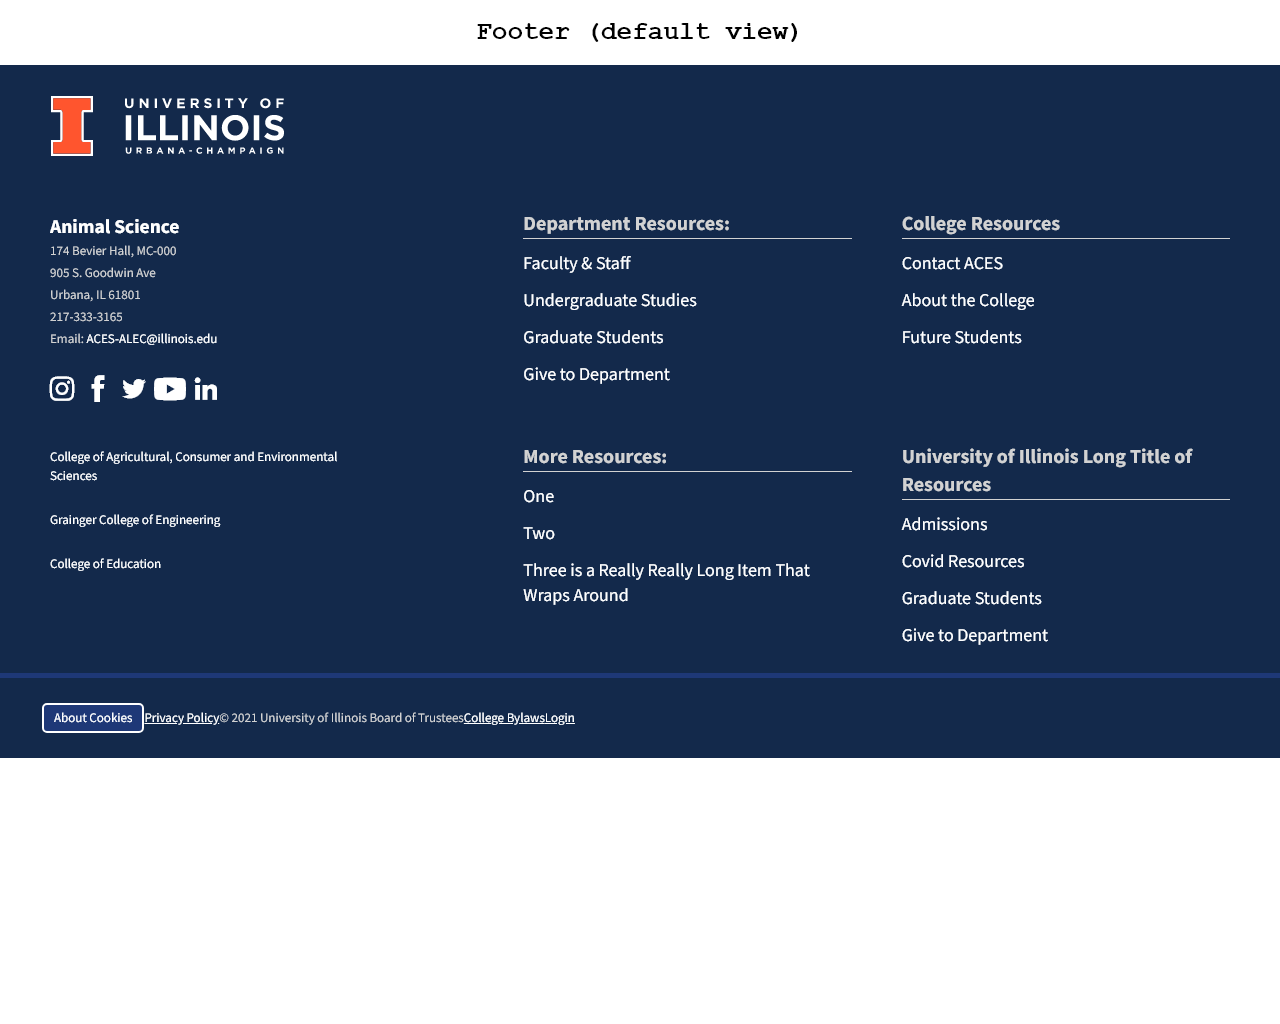 Footer (default view)
UNIVERSITY OF
ILLINOIS
URBANA-CHAMPAIGN
Animal Science
174 Bevier Hall, MC-000
905 S. Goodwin Ave
Urbana, IL 61801
217-333-3165
Email: ACES-ALEC@illinois.edu
College of Agricultural, Consumer and Environmental
Sciences
Grainger College of Engineering
College of Education
Department Resources:
Faculty & Staff
Undergraduate Studies
Graduate Students
Give to Department
College Resources
Contact ACES
About the College
Future Students
More Resources:
One
Two
Three is a Really Really Long Item That
Wraps Around
University of Illinois Long Title of
Resources
Admissions
Covid Resources
Graduate Students
Give to Department
About Cookies Privacy Policy© 2021 University of Illinois Board of TrusteesCollege BylawsLogin